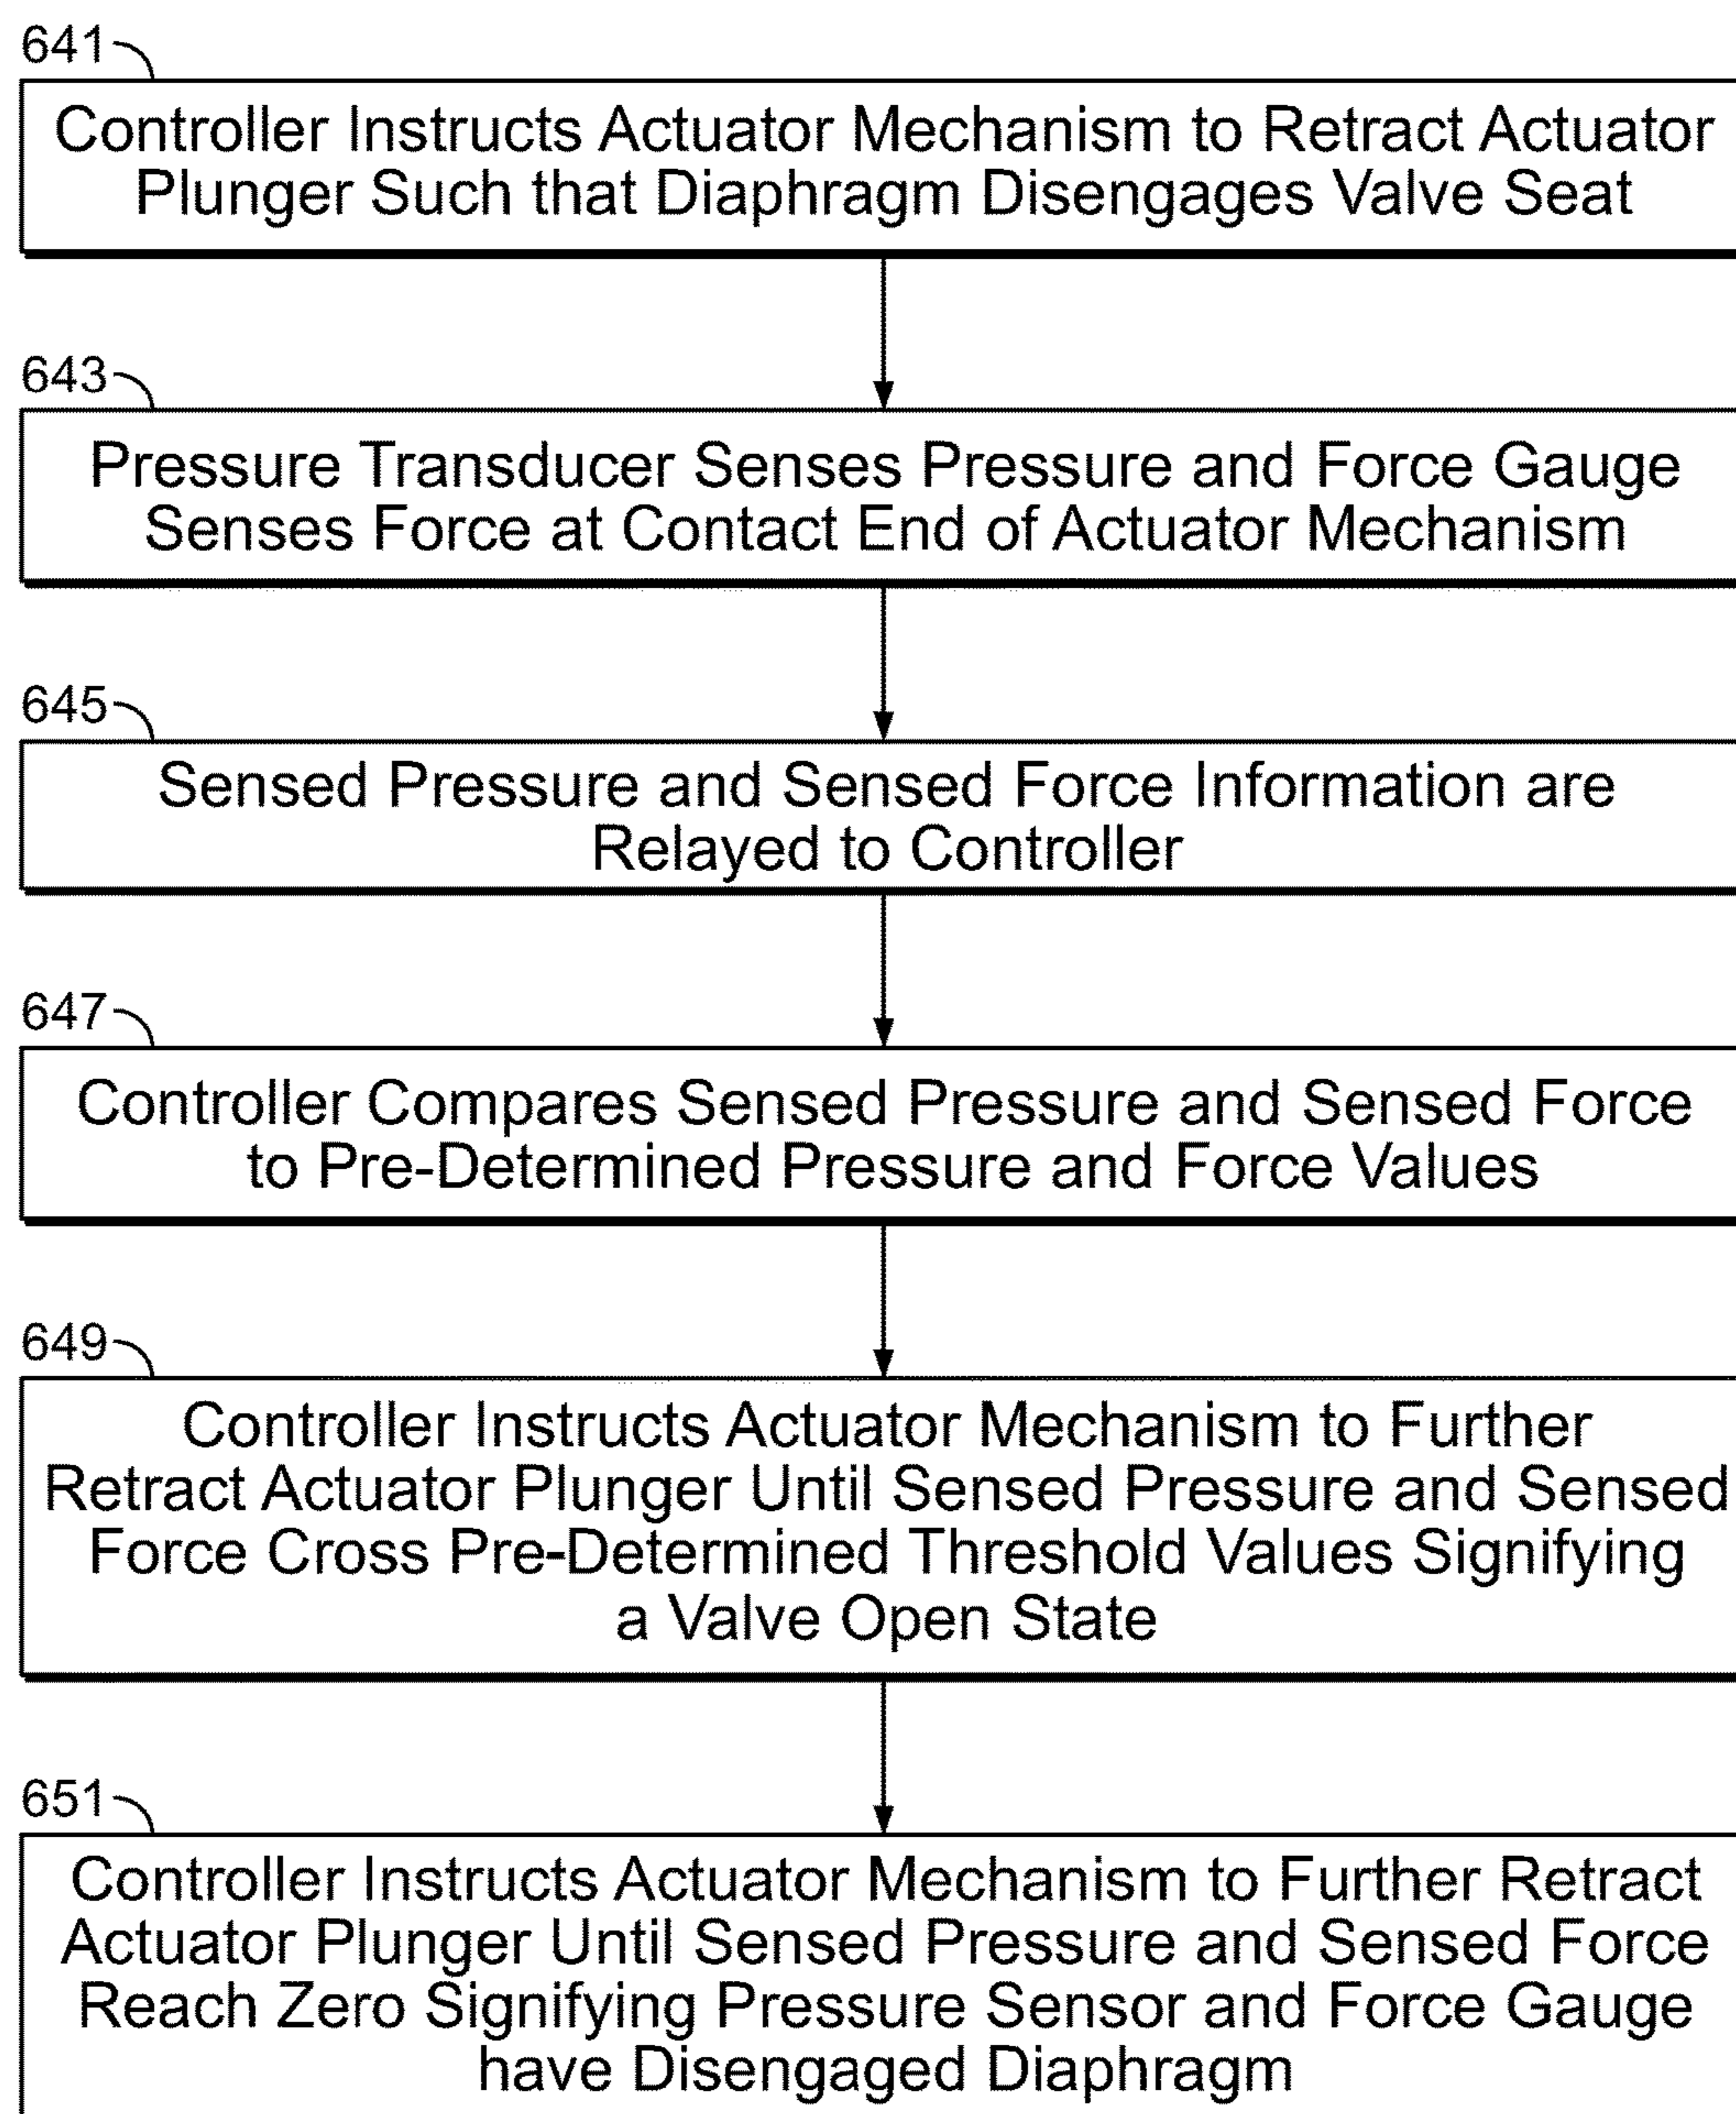 641
Controller Instructs Actuator Mechanism to Retract Actuator
Plunger Such that Diaphragm Disengages Valve Seat
643
Pressure Transducer Senses Pressure and Force Gauge
Senses Force at Contact End of Actuator Mechanism
645
Sensed Pressure and Sensed Force Information are
Relayed to Controller
647
Controller Compares Sensed Pressure and Sensed Force
to Pre-Determined Pressure and Force Values
649
Controller Instructs Actuator Mechanism to Further
Retract Actuator Plunger Until Sensed Pressure and Sensed
Force Cross Pre-Determined Threshold Values Signifying
a Valve Open State
651
Controller Instructs Actuator Mechanism to Further Retract
Actuator Plunger Until Sensed Pressure and Sensed Force
Reach Zero Signifying Pressure Sensor and Force Gauge
have Disengaged Diaphragm